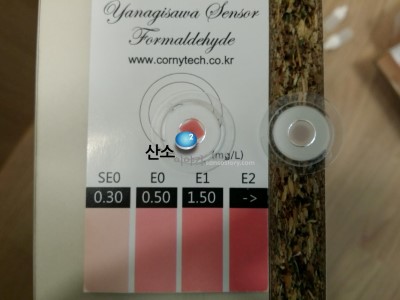 Yanagisawa Sensor
Formaldehyde
www.cornytech.co.kr
2
산소
(mg/L)
SE0 E0 E1 E2
0.30 0.50 1.50 ->